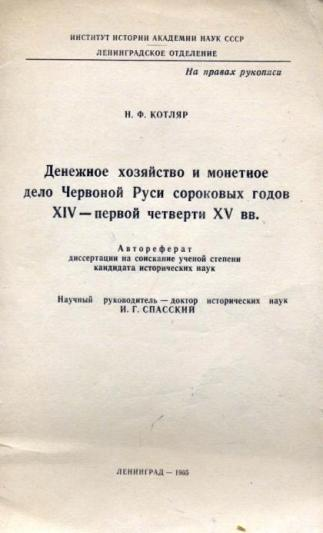 ИНСТИТУТ ИСТОРИИ АКАДЕМИИ НАУК СССР
ЛЕНИНГРАДСКОЕ ОТДЕЛЕНИЕ
На правах рукописи
Н. Ф. КОТЛЯР
Денежное хозяйство и монетное
дело Червоной Руси сороковых годов
XIV — первой четверти XV вв.
Автореферат
диссертации на соискание ученой степени
кандидата исторических наук
Научный руководитель — доктор исторических наук
И. Г. СПАССКИЙ
ЛЕНИНГРАД — 1965